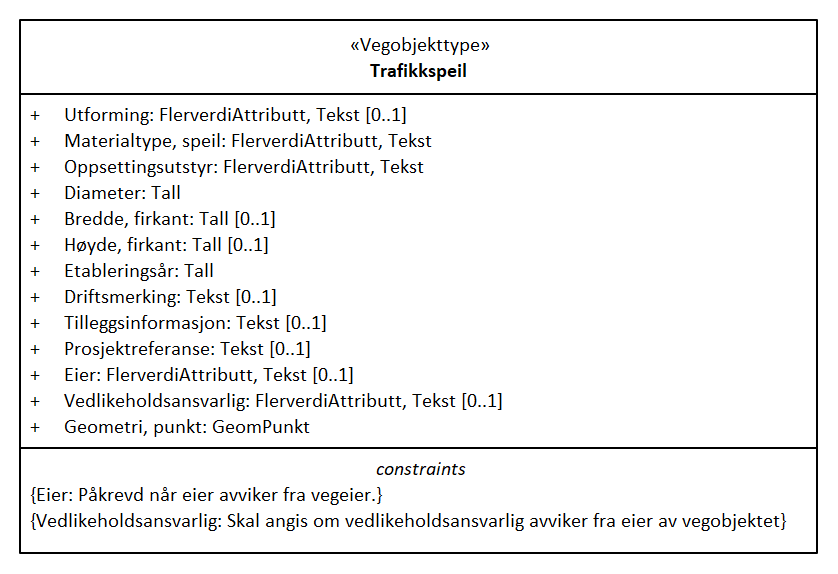 «Vegobjekttype»
Trafikkspeil
+ Utforming: FlerverdiAttributt, Tekst [0..1]
+ Materialtype, speil: FlerverdiAttributt, Tekst
+ Oppsettingsutstyr: FlerverdiAttributt, Tekst
+ Diameter: Tall
+ Bredde, firkant: Tall [0..1]
+ Høyde, firkant: Tall [0..1]
+ Etableringsår: Tall
+ Driftsmerking: Tekst [0..1]
+ Tilleggsinformasjon: Tekst [0..1]
+ Prosjektreferanse: Tekst [0..1]
+ Eier: FlerverdiAttributt, Tekst [0..1]
+ Vedlikeholdsansvarlig: FlerverdiAttributt, Tekst [0..1]
+ Geometri, punkt: GeomPunkt
constraints
{Eier: Påkrevd når eier avviker fra vegeier.}
{Vedlikeholdsansvarlig: Skal angis om vedlikeholdsansvarlig avviker fra eier av vegobjektet}